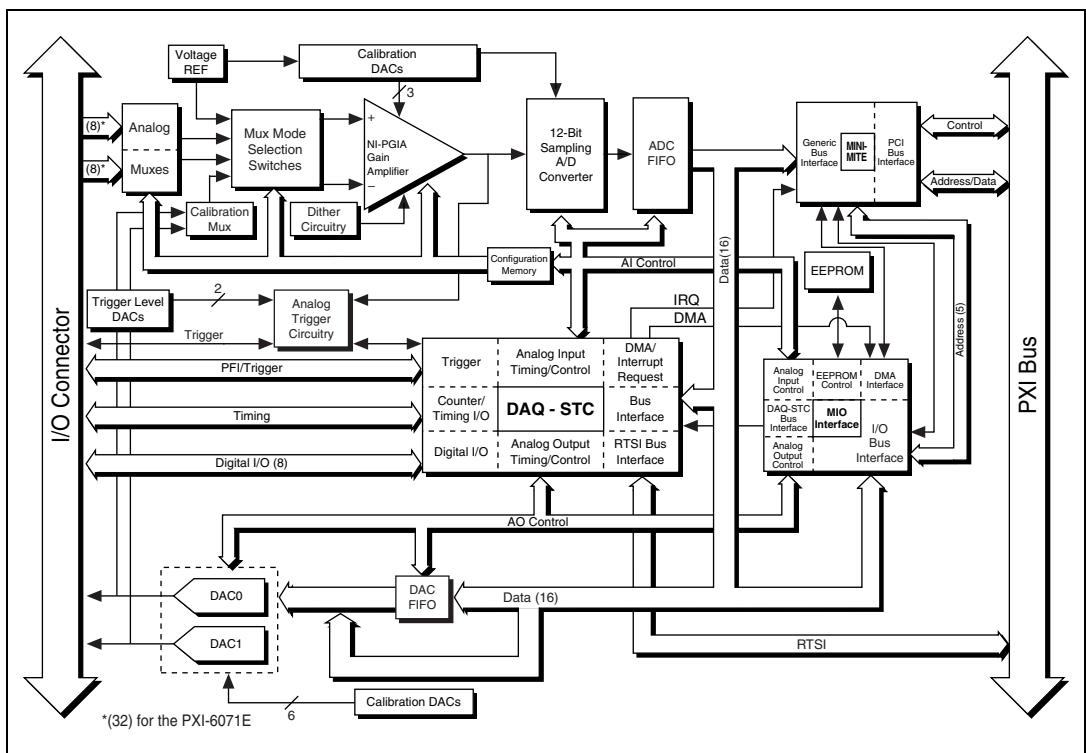 Voltage
REF
Calibration
DACs
3
(8)*
(8)*
Analog
Muxes
Mux Mode
Selection
Switches
+
NI-PGIA
Gain
Amplifier
–
12-Bit
Sampling
A/D
Converter
ADC
FIFO
Generic
Bus
Interface
MINI-
MITE
PCI
Bus
Interface
Control
Address/Data
Calibration
Mux
Dither
Circuitry
Configuration
Memory
AI Control
Data(16)
EEPROM
Address (5)
I/O Connector
PXI Bus
Trigger Level
DACs
2
Analog
Trigger
Circuitry
Trigger
IRQ
DMA
PFI/Trigger
Timing
Digital I/O (8)
Trigger
Analog Input
Timing/Control
DMA/
Interrupt
Request
Counter/
Timing I/O
DAQ - STC
Bus
Interface
Digital I/O
Analog Output
Timing/Control
RTSI Bus
Interface
Analog
Input
Control
EEPROM
Control
DMA
Interface
DAQ-STC
Bus
Interface
MIO
Interface
I/O
Bus
Interface
Analog
Output
Control
AO Control
DAC0
DAC1
DAC
FIFO
Data (16)
RTSI
6
Calibration DACs
*(32) for the PXI-6071E